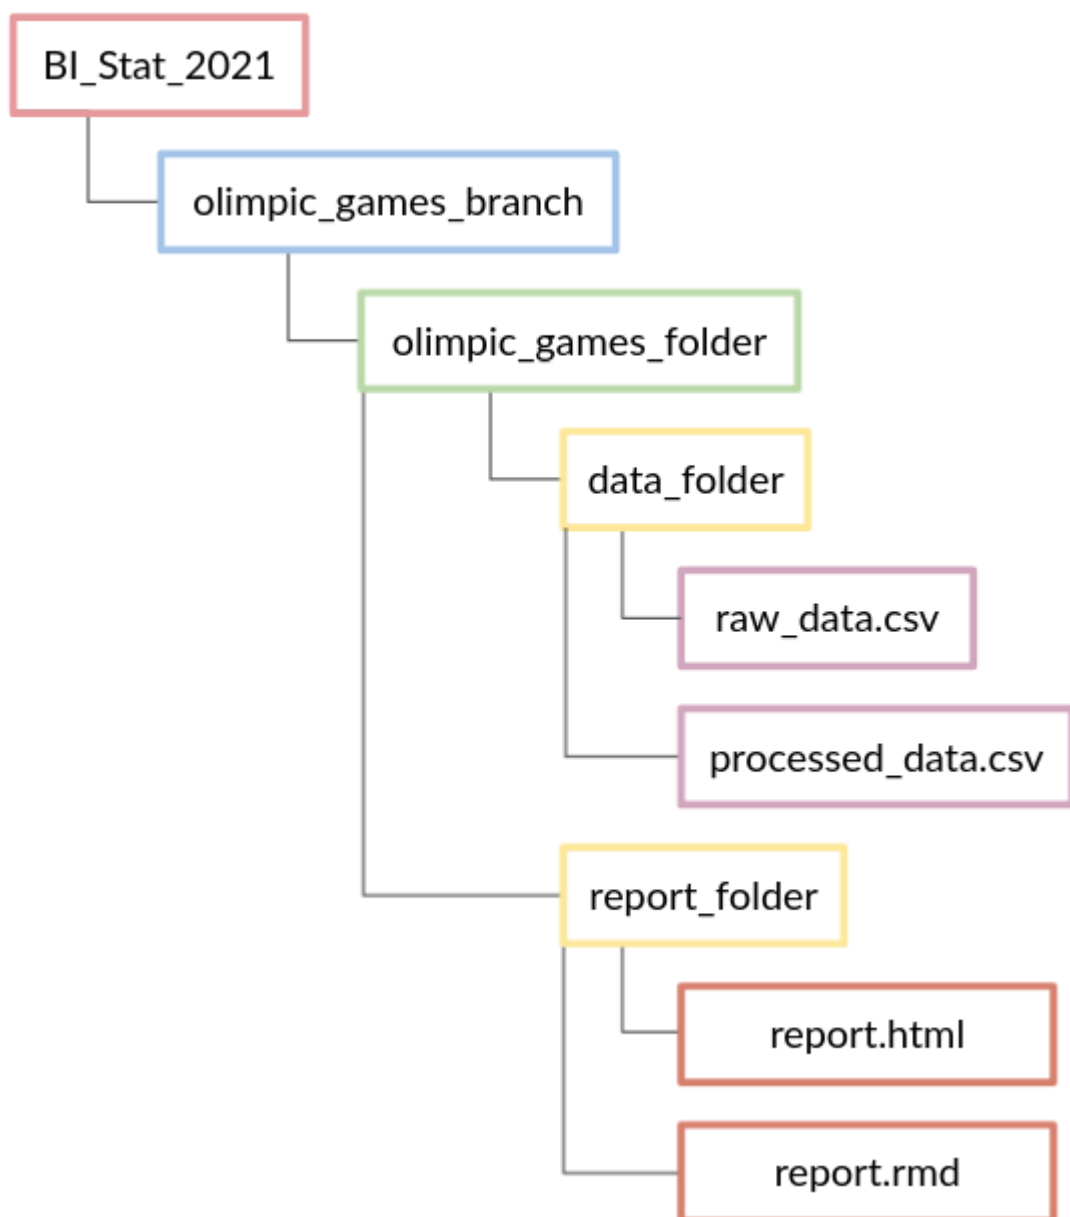 BI_Stat_2021
olimpic_games_branch
olimpic_games_folder
data_folder
raw_data.csv
processed_data.csv
report_folder
report.html
report.rmd